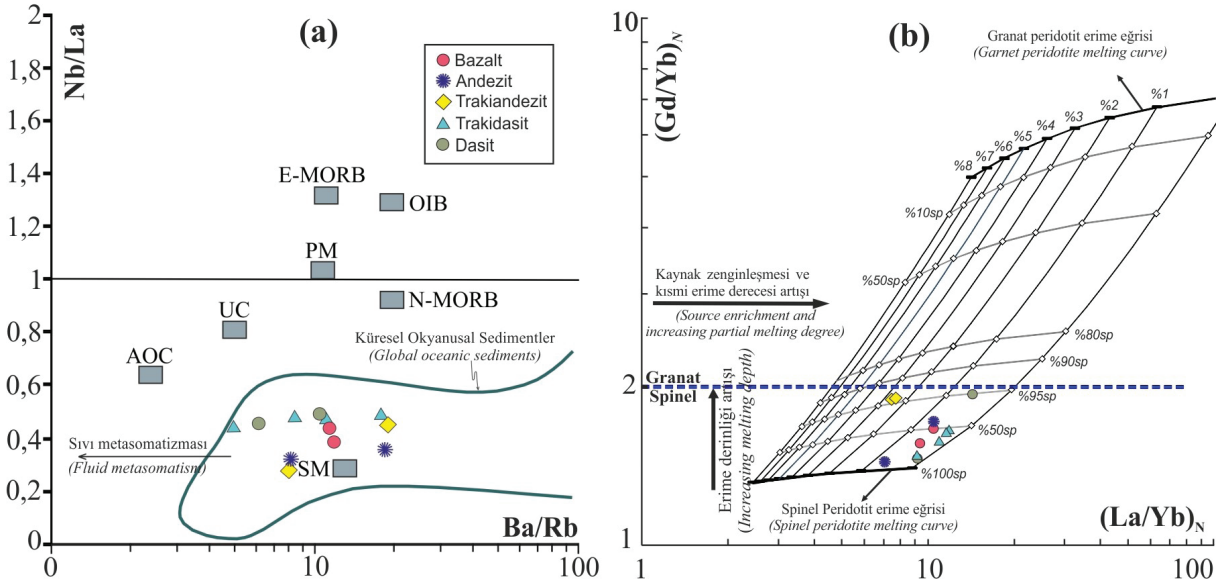 (a)
Nb/La
2
1,8
1,6
1,4
1,2
1
0,8
0,6
0,4
0,2
0
Bazalt
Andezit
Trakiandezit
Trakidasit
Dasit
E-MORB
OIB
PM
N-MORB
UC
AOC
Küresel Okyanusal Sedimentler
(Global oceanic sediments)
Sıvı metasomatizması
(Fluid metasomatism)
SM
Ba/Rb
0
10
100
(b)
(Gd/Yb)N
10
2
1
Granat peridotit erime eğrisi
(Garnet peridotite melting curve)
%1
%2
%3
%4
%5
%6
%7
%8
%10sp
%50sp
%80sp
%90sp
%95sp
%50sp
%100sp
Kaynak zenginleşmesi ve
kısmi erime derecesi artışı
(Source enrichment and
increasing partial melting degree)
Granat
Spinel
Erime derinliği artışı
(Increasing melting depth)
Spinel Peridotit erime eğrisi
(Spinel peridotite melting curve)
(La/Yb)N
1
10
100